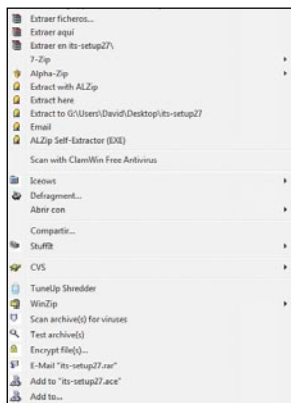 Extraer ficheros...
Extraer aquí
Extraer en its-setup27\
7-Zip
Alpha-Zip
Extract with ALZip
Extract here
Extract to G:\Users\David\Desktop\its-setup27
Email
ALZip Self-Extractor (EXE)
Scan with ClamWin Free Antivirus
Iceows
Defragment...
Abrir con
Compartir...
StuffIt
CVS
TuneUp Shredder
WinZip
Scan archive(s) for viruses
Test archive(s)
Encrypt file(s)...
E-Mail "its-setup27.rar"
Add to "its-setup27.ace"
Add to...